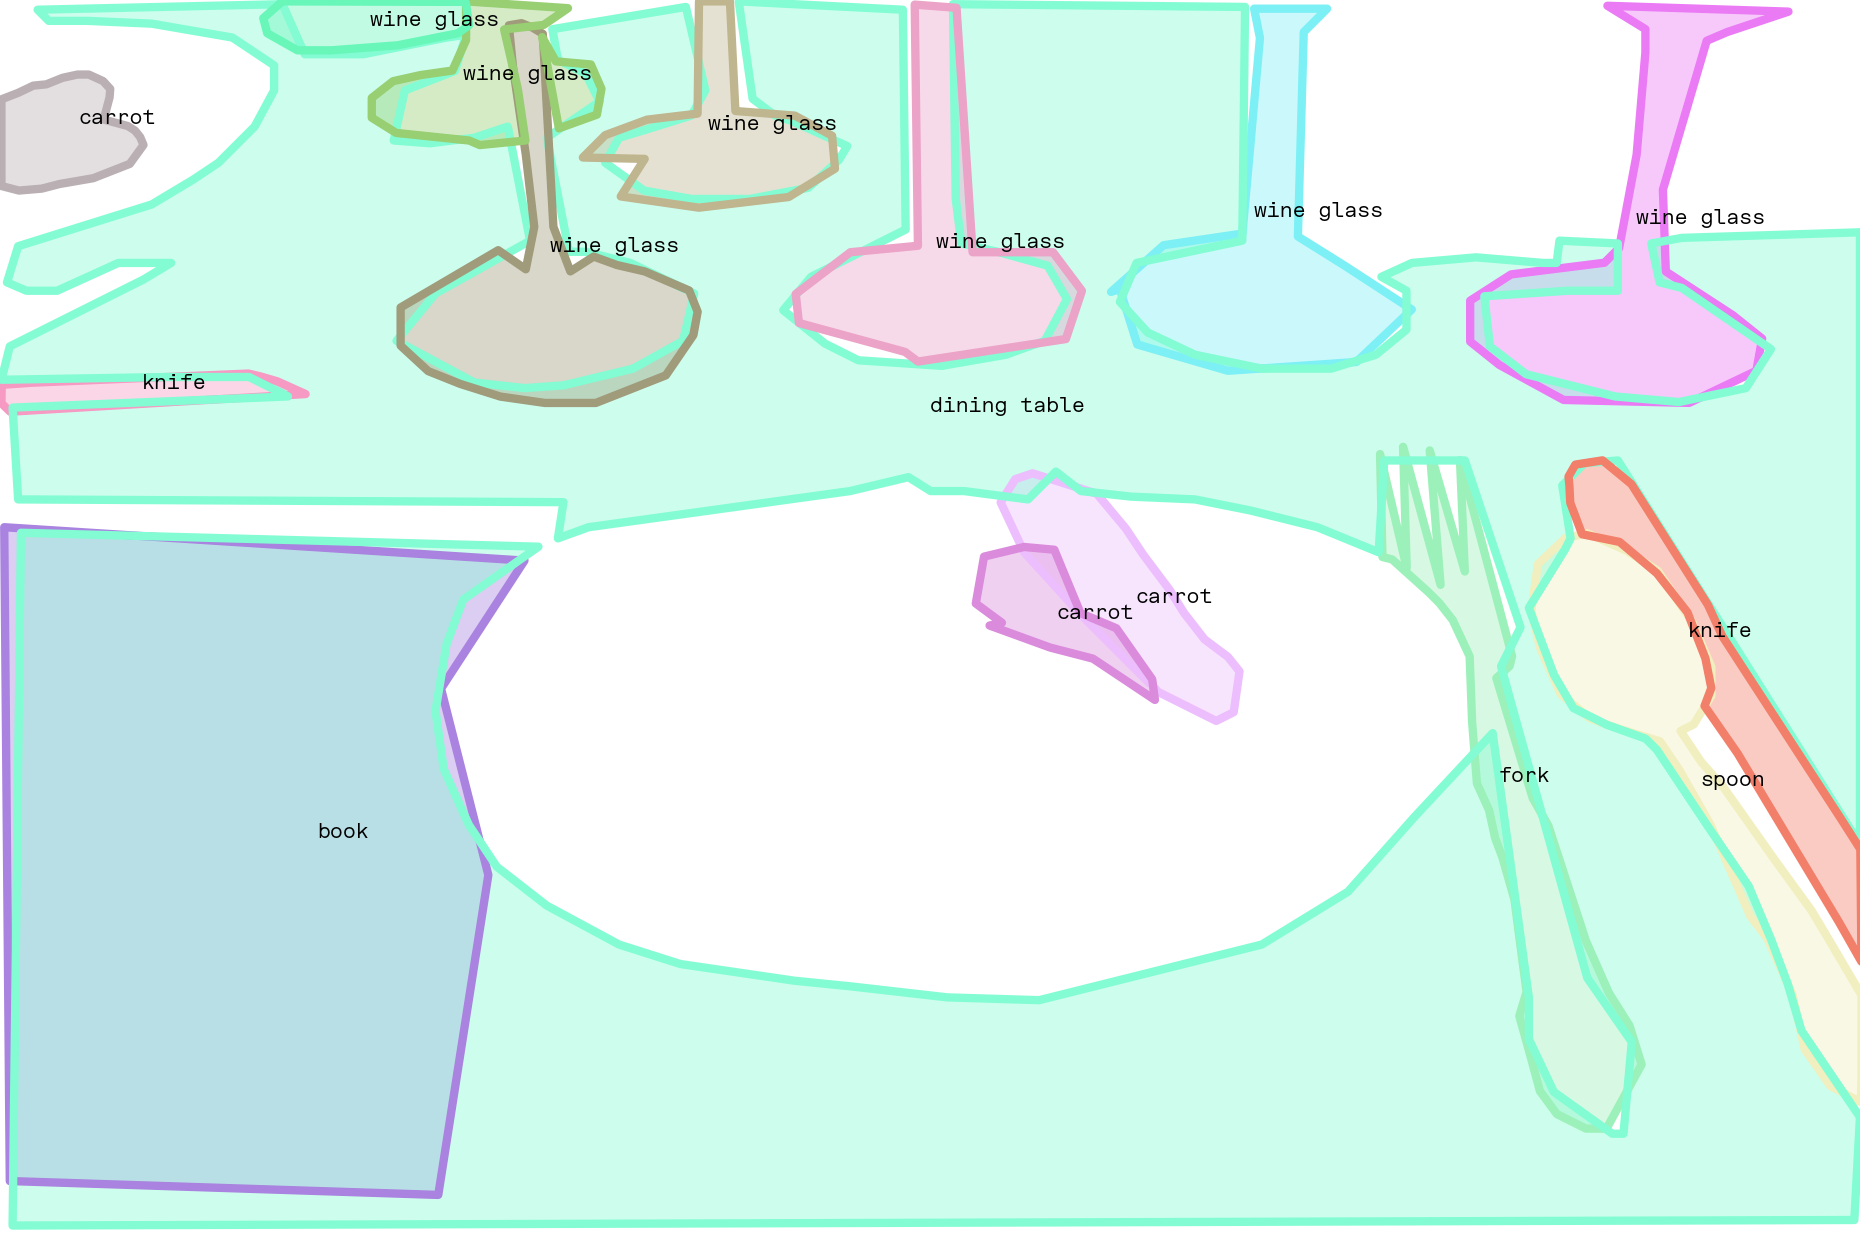 wine glass
wine glass
carrot
wine glass
wine glass
wine glass
wine glass
wine glass
knife
dining table
carrot
carrot
knife
fork
spoon
book